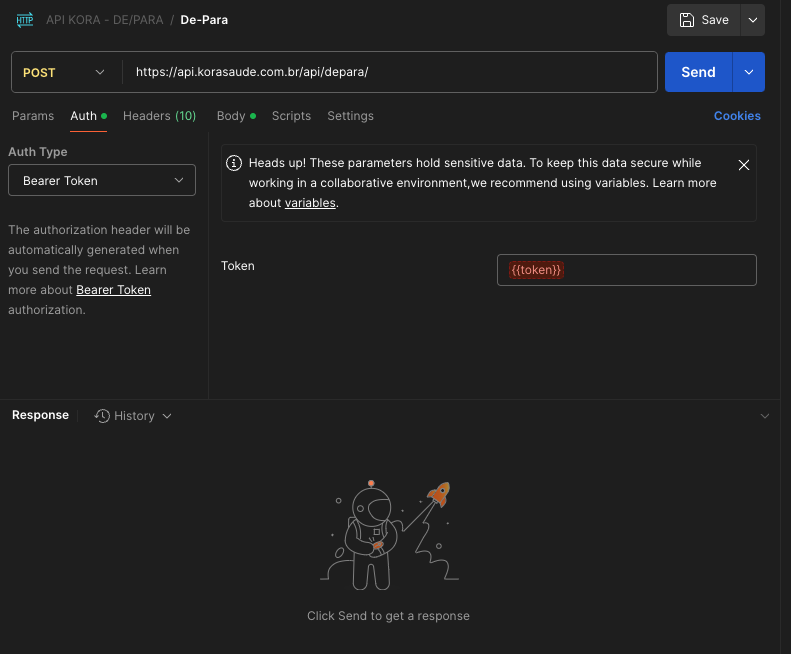 HTTP API KORA - DE/PARA / De-Para
Save
POST https://api.korasaude.com.br/api/depara/
Send
Params Auth Headers (10) Body Scripts Settings
Cookies
Auth Type
Bearer Token
The authorization header will be
automatically generated when
you send the request. Learn
more about Bearer Token
authorization.
Heads up! These parameters hold sensitive data. To keep this data secure while
working in a collaborative environment,we recommend using variables. Learn more
about variables.
Token
{{token}}
Response History
Click Send to get a response